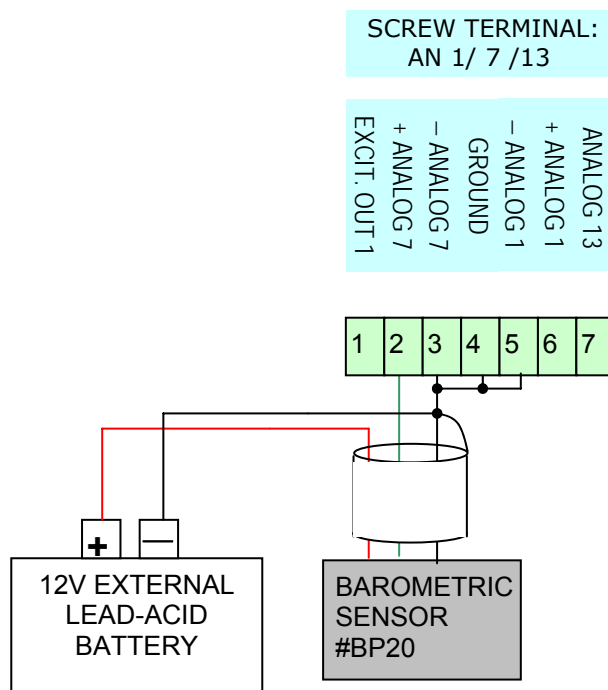 SCREW TERMINAL:
AN 1/ 7 /13
EXCIT. OUT 1
+ ANALOG 7
– ANALOG 7
GROUND
– ANALOG 1
+ ANALOG 1
ANALOG 13
1 2 3 4 5 6 7
+ –
12V EXTERNAL
LEAD-ACID
BATTERY
BAROMETRIC
SENSOR
#BP20